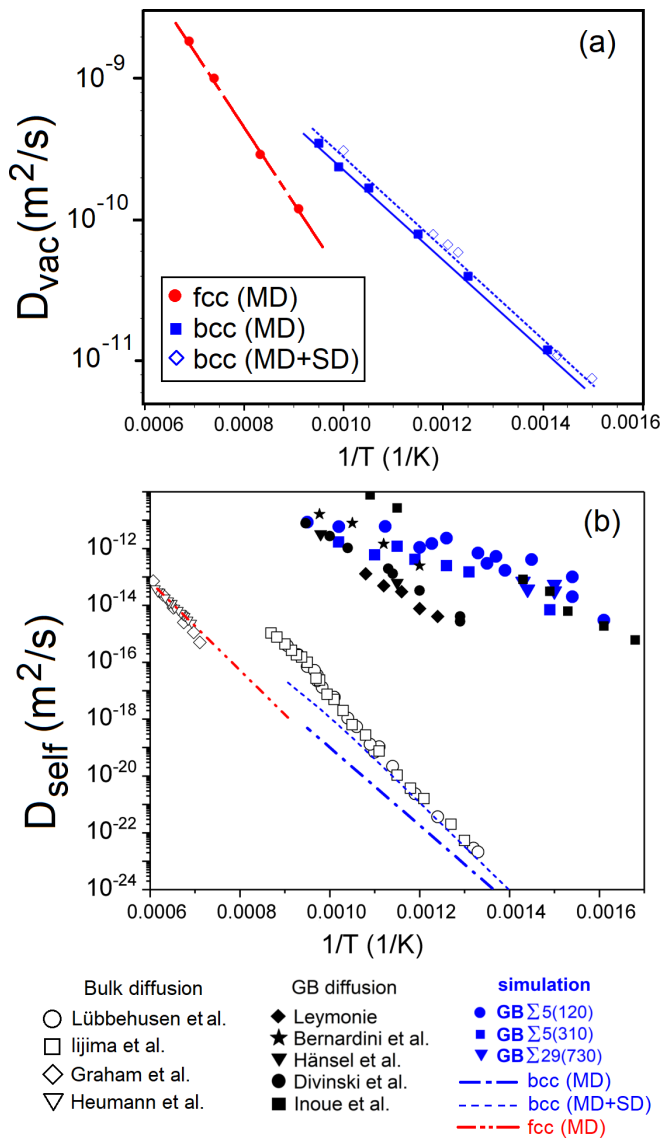 (a)
10⁻⁹
10⁻¹⁰
10⁻¹¹
D_vac (m²/s)
fcc (MD)
bcc (MD)
bcc (MD+SD)
0.0006 0.0008 0.0010 0.0012 0.0014 0.0016
1/T (1/K)
(b)
10⁻¹²
10⁻¹⁴
10⁻¹⁶
10⁻¹⁸
10⁻²⁰
10⁻²²
10⁻²⁴
D_self (m²/s)
0.0006 0.0008 0.0010 0.0012 0.0014 0.0016
1/T (1/K)
Bulk diffusion
Lübbehusen et al.
Iijima et al.
Graham et al.
Heumann et al.
GB diffusion
Leymonie
Bernardini et al.
Hänsel et al.
Divinski et al.
Inoue et al.
simulation
GB Σ5(120)
GB Σ5(310)
GB Σ29(730)
bcc (MD)
bcc (MD+SD)
fcc (MD)